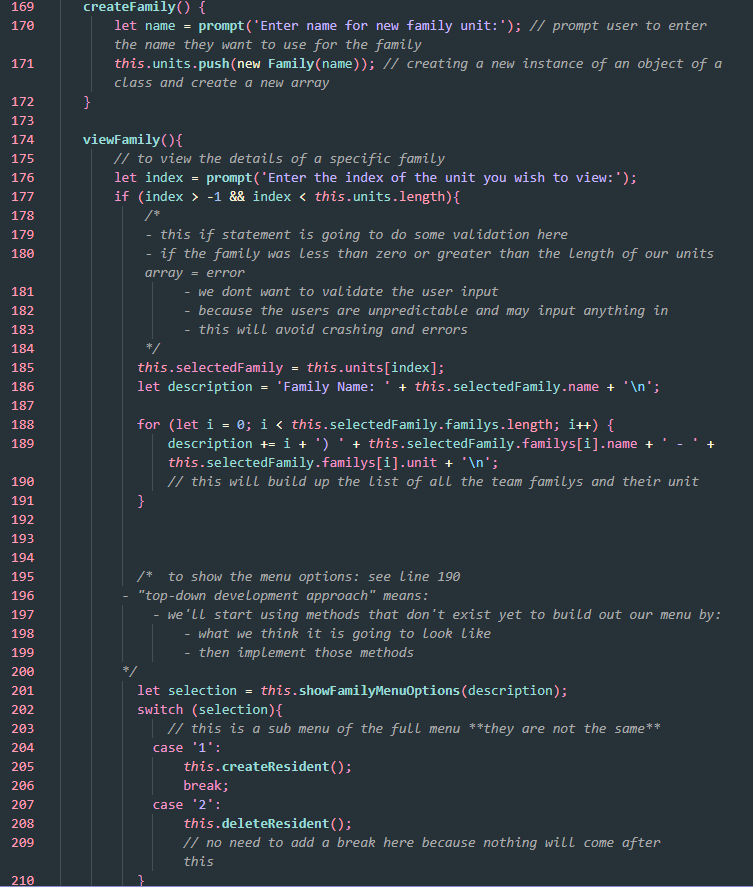 169 createFamily() {
170 let name = prompt('Enter name for new family unit:'); // prompt user to enter
the name they want to use for the family
171 this.units.push(new Family(name)); // creating a new instance of an object of a
class and create a new array
172 }
173
174 viewFamily(){
175 // to view the details of a specific family
176 let index = prompt('Enter the index of the unit you wish to view:');
177 if (index > -1 && index < this.units.length){
178 /*
179 - this if statement is going to do some validation here
180 - if the family was less than zero or greater than the length of our units
array = error
181 - we dont want to validate the user input
182 - because the users are unpredictable and may input anything in
183 - this will avoid crashing and errors
184 */
185 this.selectedFamily = this.units[index];
186 let description = 'Family Name: ' + this.selectedFamily.name + '\n';
187
188 for (let i = 0; i < this.selectedFamily.familys.length; i++) {
189 description += i + ') ' + this.selectedFamily.familys[i].name + ' - ' +
this.selectedFamily.familys[i].unit + '\n';
190 // this will build up the list of all the team familys and their unit
191 }
192
193
194
195 /*  to show the menu options: see line 190
196 - "top-down development approach" means:
197 - we'll start using methods that don't exist yet to build out our menu by:
198 - what we think it is going to look like
199 - then implement those methods
200 */
201 let selection = this.showFamilyMenuOptions(description);
202 switch (selection){
203 // this is a sub menu of the full menu **they are not the same**
204 case '1':
205 this.createResident();
206 break;
207 case '2':
208 this.deleteResident();
209 // no need to add a break here because nothing will come after
this
210 }